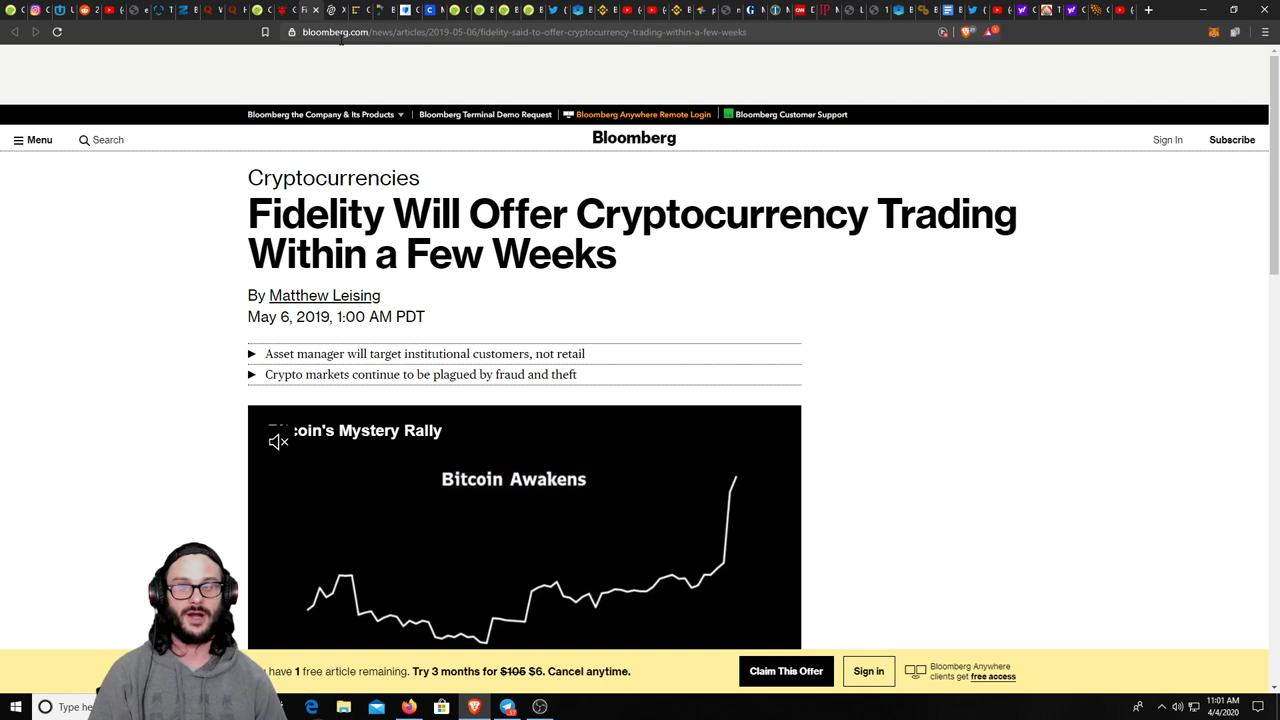 bloomberg.com/news/articles/2019-05-06/fidelity-said-to-offer-cryptocurrency-trading-within-a-few-weeks
Bloomberg the Company & Its Products
Bloomberg Terminal Demo Request
Bloomberg Anywhere Remote Login
Bloomberg Customer Support
Menu
Search
Bloomberg
Sign In
Subscribe
Cryptocurrencies
Fidelity Will Offer Cryptocurrency Trading
Within a Few Weeks
By Matthew Leising
May 6, 2019, 1:00 AM PDT
Asset manager will target institutional customers, not retail
Crypto markets continue to be plagued by fraud and theft
coin's Mystery Rally
Bitcoin Awakens
have 1 free article remaining. Try 3 months for $105 $6. Cancel anytime.
Claim This Offer
Sign in
Bloomberg Anywhere
clients get free access
Type he
11:01 AM
4/4/2020